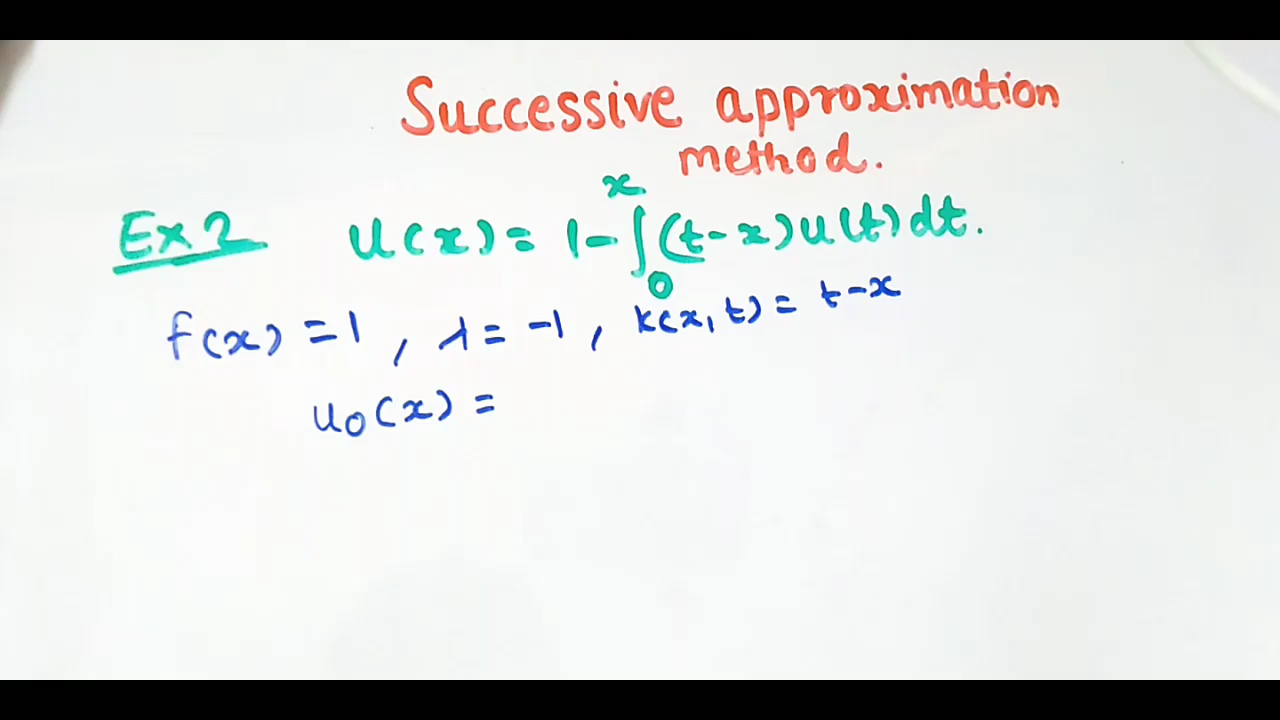 Successive approximation
method.
Ex 2 u(x) = 1 - ∫₀ˣ (t-x)u(t)dt.
f(x) = 1 , λ = -1 , k(x,t) = t-x
u₀(x) =